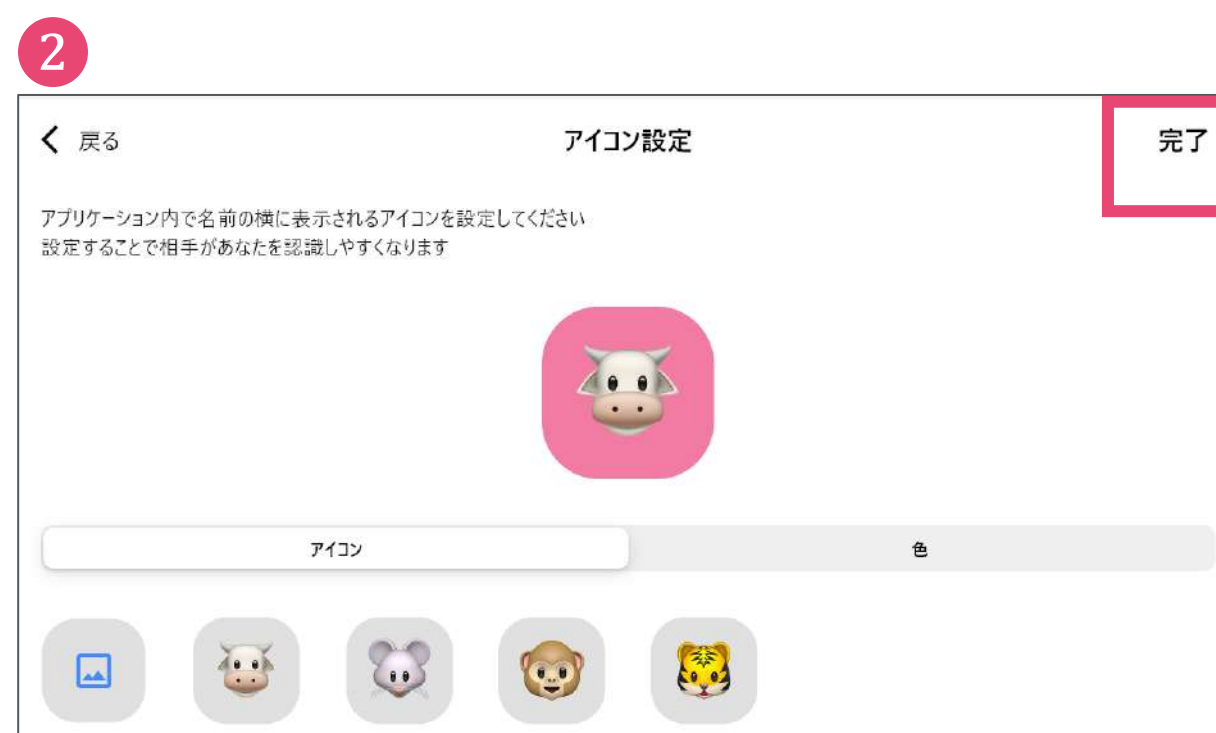 2
戻る
アイコン設定
完了
アプリケーション内で名前の横に表示されるアイコンを設定してください
設定することで相手があなたを認識しやすくなります
アイコン
色